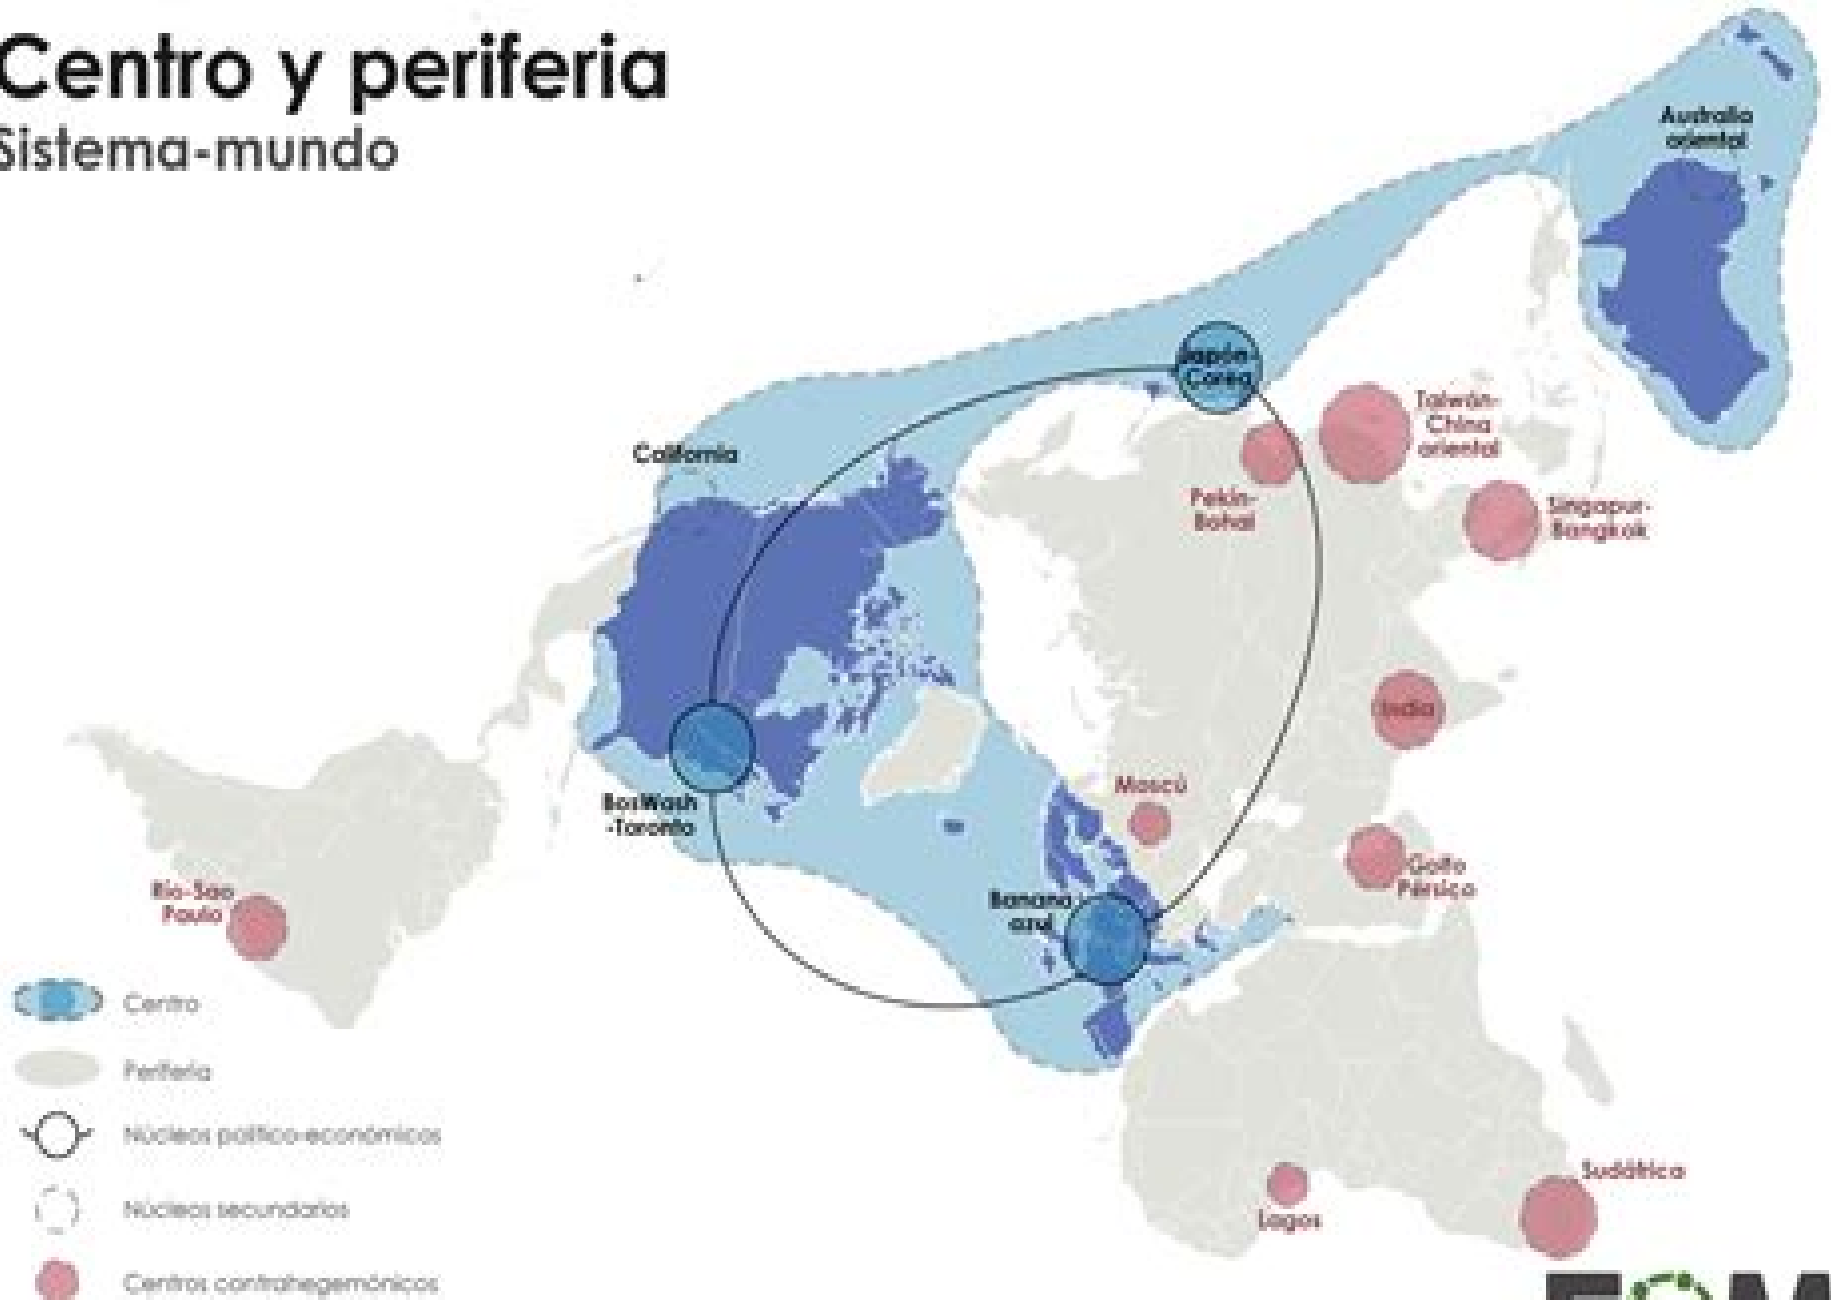 Centro y periferia
Sistema-mundo
Australia
oriental
Japón-
Corea
Taiwán-
China
oriental
California
Pekín-
Bohai
Singapur-
Bangkok
India
Moscú
BosWash
-Toronto
Golfo
Pérsico
Río-Sao
Paulo
Banana
azul
Centro
Periferia
Núcleos político-económicos
Sudáfrica
Núcleos secundarios
Lagos
Centros contrahegemónicos
EOM